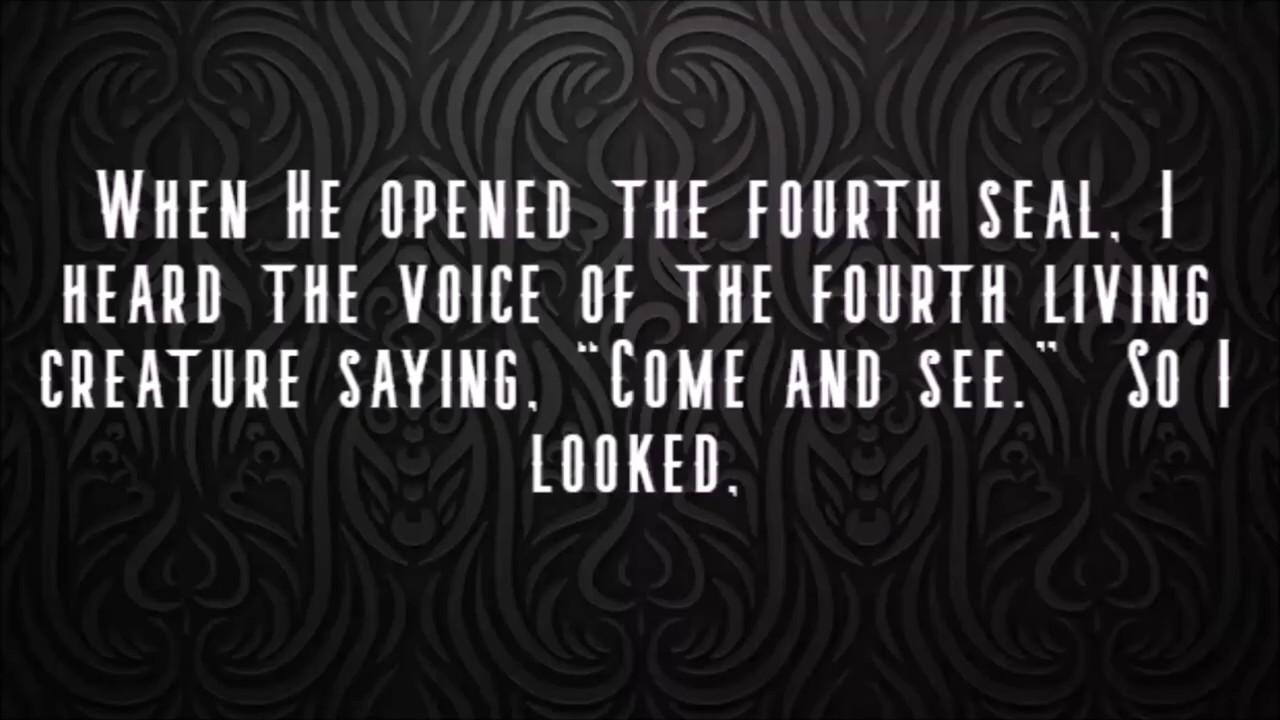 When He opened the fourth seal, I
heard the voice of the fourth living
creature saying, “Come and see.”  So I
looked,